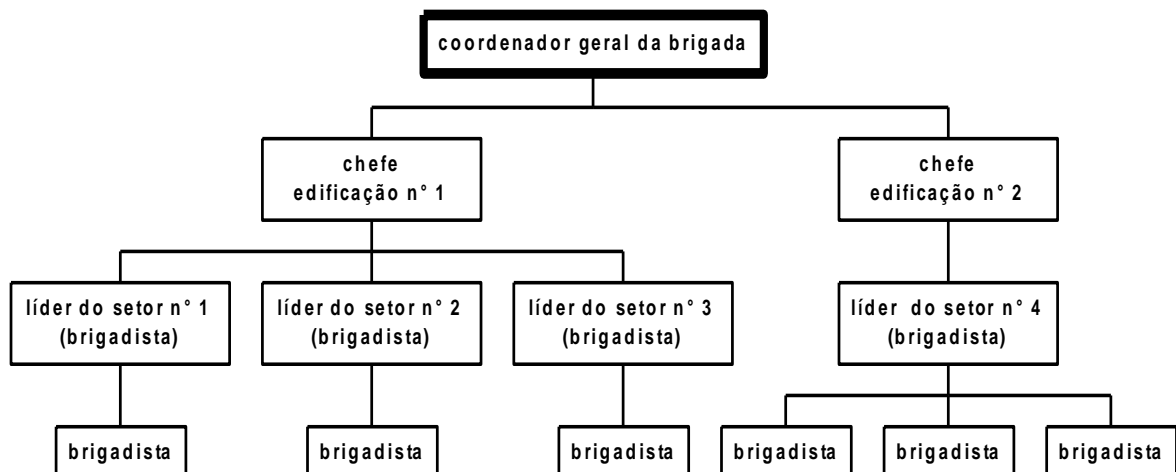 coordenador geral da brigada
chefe
edificação n° 1
chefe
edificação n° 2
líder do setor n° 1
(brigadista)
líder do setor n° 2
(brigadista)
líder do setor n° 3
(brigadista)
líder do setor n° 4
(brigadista)
brigadista
brigadista
brigadista
brigadista
brigadista
brigadista